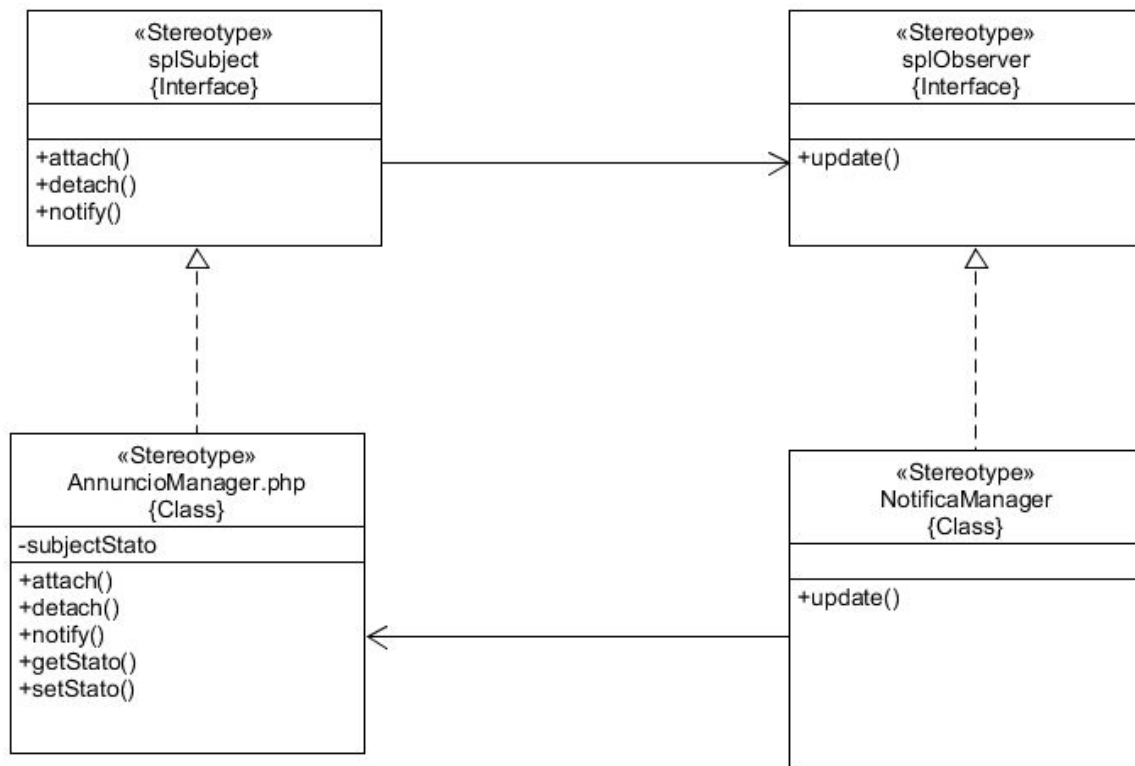 «Stereotype»
splSubject
{Interface}
+attach()
+detach()
+notify()
«Stereotype»
splObserver
{Interface}
+update()
«Stereotype»
AnnuncioManager.php
{Class}
-subjectStato
+attach()
+detach()
+notify()
+getStato()
+setStato()
«Stereotype»
NotificaManager
{Class}
+update()